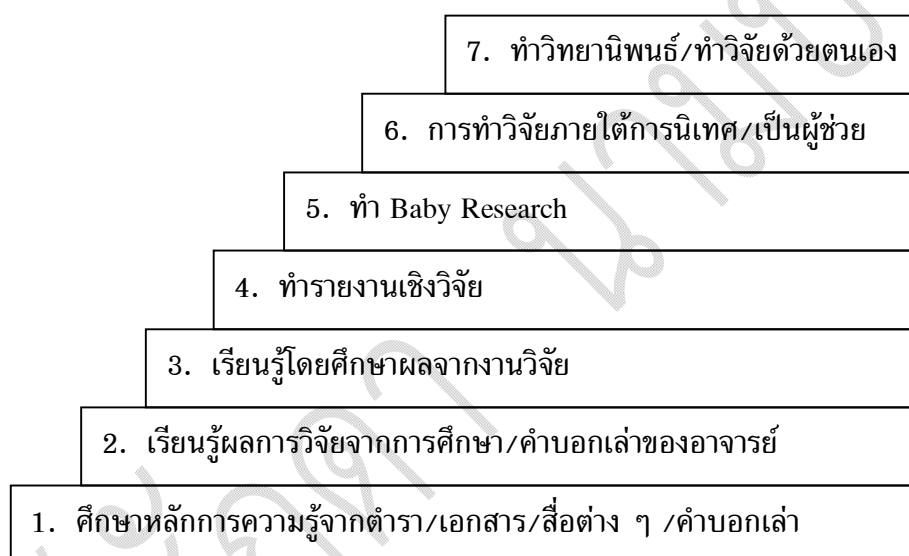 7. ทำวิทยานิพนธ์/ทำวิจัยด้วยตนเอง
6. การทำวิจัยภายใต้การนิเทศ/เป็นผู้ช่วย
5. ทำ Baby Research
4. ทำรายงานเชิงวิจัย
3. เรียนรู้โดยศึกษาผลจากงานวิจัย
2. เรียนรู้ผลการวิจัยจากการศึกษา/คำบอกเล่าของอาจารย์
1. ศึกษาหลักการความรู้จากตำรา/เอกสาร/สื่อต่าง ๆ /คำบอกเล่า